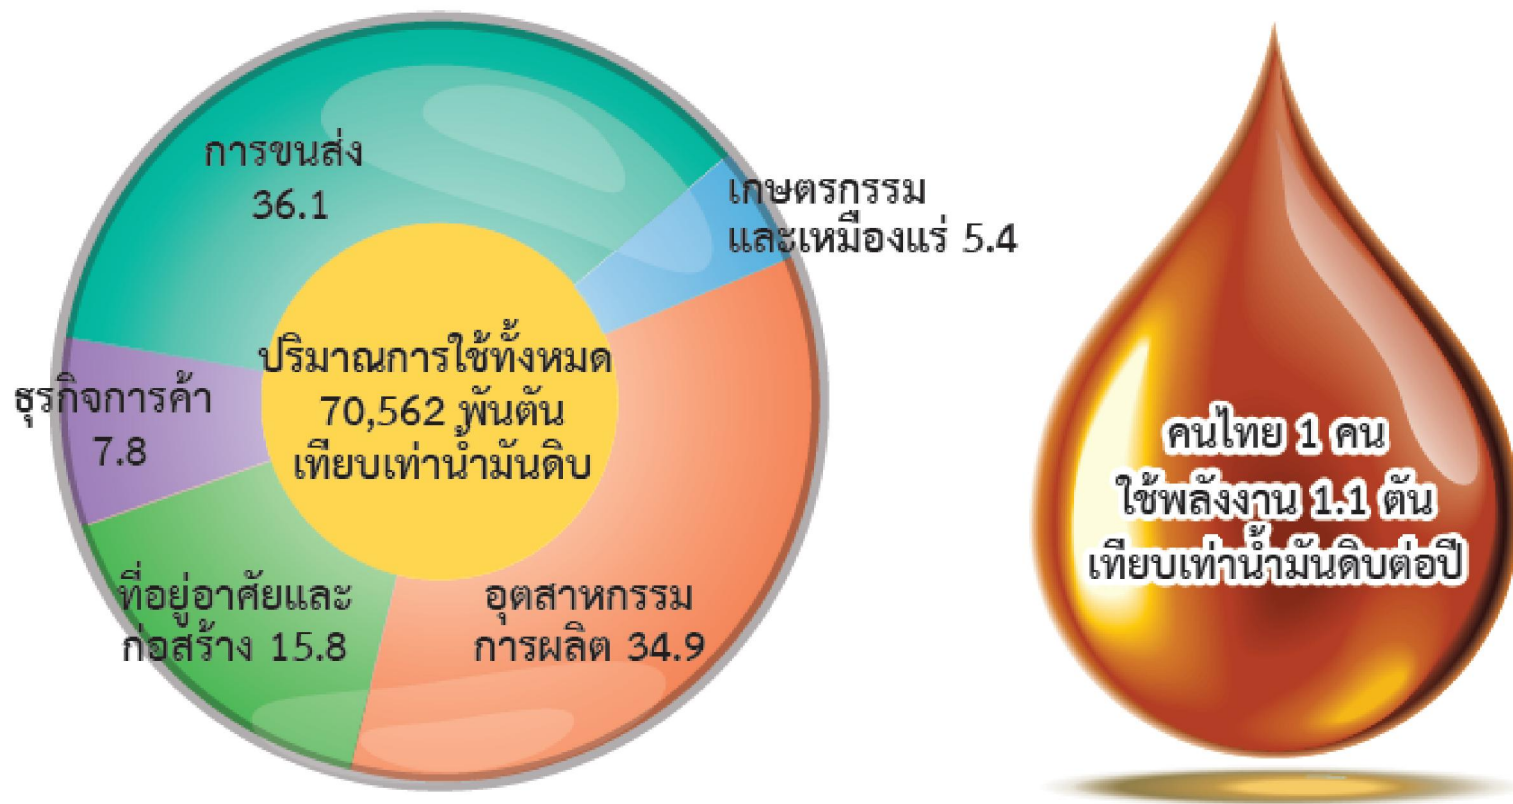 การขนส่ง
36.1
เกษตรกรรม
และเหมืองแร่ 5.4
ปริมาณการใช้ทั้งหมด
70,562 พันตัน
เทียบเท่าน้ำมันดิบ
ธุรกิจการค้า
7.8
ที่อยู่อาศัยและ
ก่อสร้าง 15.8
อุตสาหกรรม
การผลิต 34.9
คนไทย 1 คน
ใช้พลังงาน 1.1 ตัน
เทียบเท่าน้ำมันดิบต่อปี